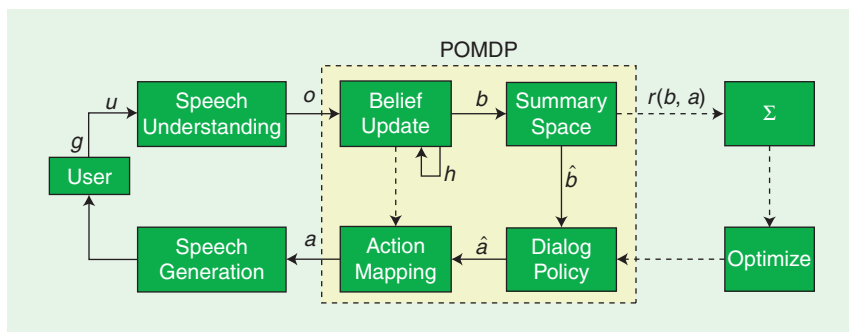 POMDP
u
Speech
Understanding
o
Belief
Update
b
Summary
Space
r(b, a)
Σ
g
User
h
b̂
Speech
Generation
a
Action
Mapping
â
Dialog
Policy
Optimize